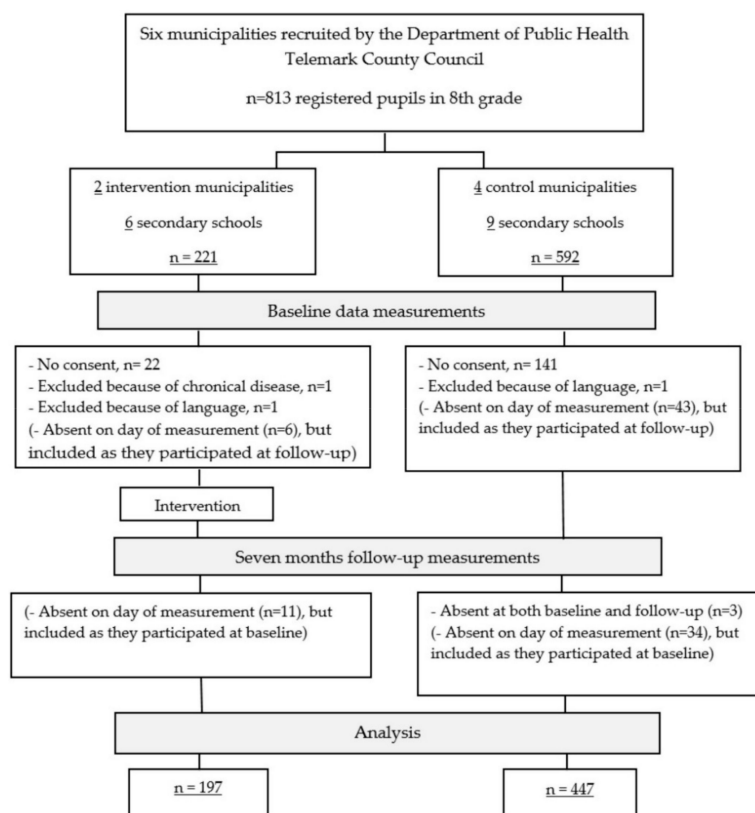 Six municipalities recruited by the Department of Public Health
Telemark County Council
n=813 registered pupils in 8th grade
2 intervention municipalities
6 secondary schools
n = 221
4 control municipalities
9 secondary schools
n = 592
Baseline data measurements
- No consent, n= 22
- Excluded because of chronical disease, n=1
- Excluded because of language, n=1
(- Absent on day of measurement (n=6), but
included as they participated at follow-up)
- No consent, n= 141
- Excluded because of language, n=1
(- Absent on day of measurement (n=43), but
included as they participated at follow-up)
Intervention
Seven months follow-up measurements
(- Absent on day of measurement (n=11), but
included as they participated at baseline)
- Absent at both baseline and follow-up (n=3)
(- Absent on day of measurement (n=34), but
included as they participated at baseline)
Analysis
n = 197
n = 447